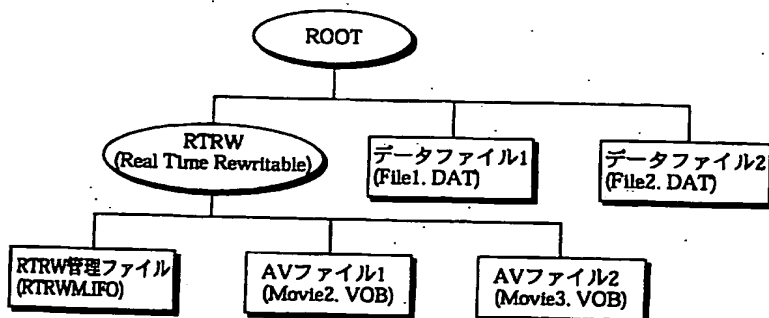 ROOT
RTRW
(Real Time Rewritable)
データファイル1
(File1. DAT)
データファイル2
(File2. DAT)
RTRW管理ファイル
(RTRWM.IFO)
AVファイル1
(Movie2. VOB)
AVファイル2
(Movie3. VOB)